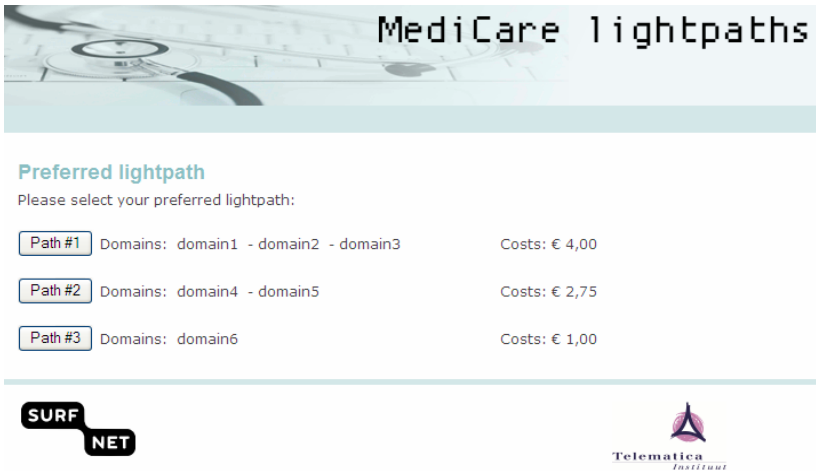 MediCare lightpaths
Preferred lightpath
Please select your preferred lightpath:
Path #1 Domains: domain1 - domain2 - domain3 Costs: € 4,00
Path #2 Domains: domain4 - domain5 Costs: € 2,75
Path #3 Domains: domain6 Costs: € 1,00
SURF
NET
Telematica
Instituut